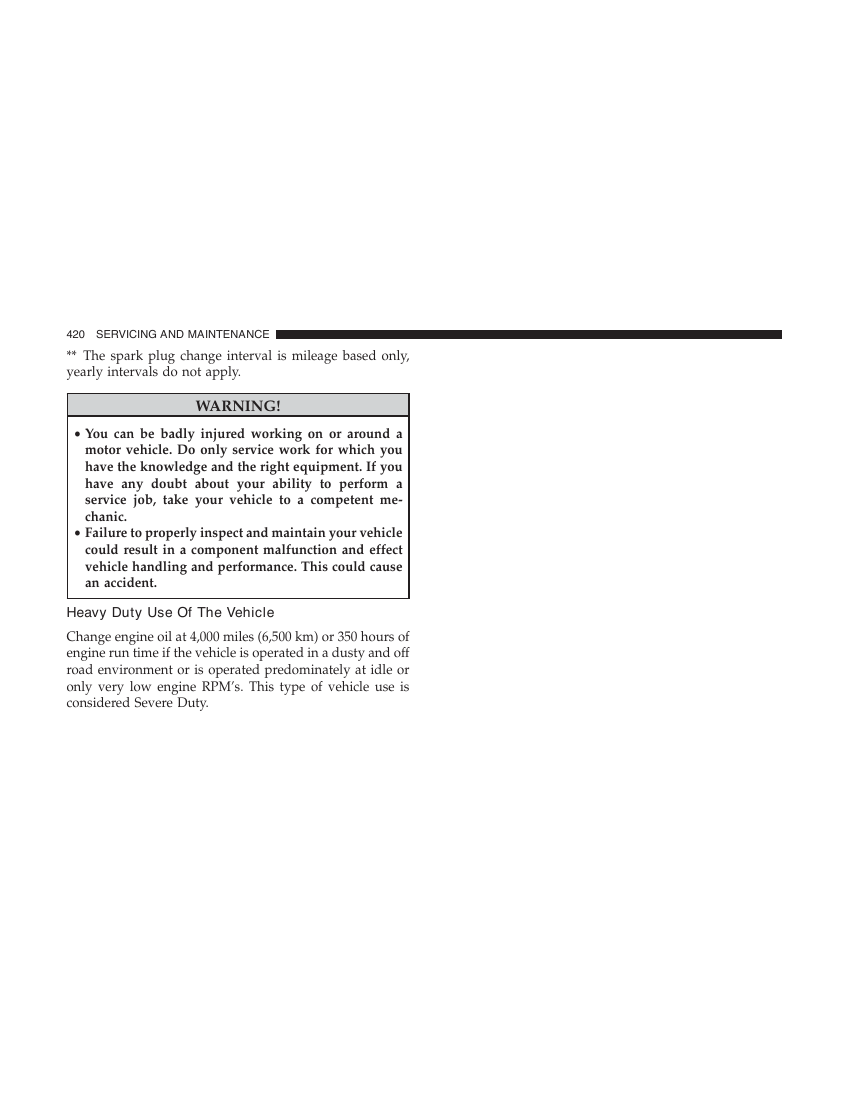 420 SERVICING AND MAINTENANCE
** The spark plug change interval is mileage based only,
yearly intervals do not apply.
WARNING!
• You can be badly injured working on or around a
motor vehicle. Do only service work for which you
have the knowledge and the right equipment. If you
have any doubt about your ability to perform a
service job, take your vehicle to a competent me-
chanic.
• Failure to properly inspect and maintain your vehicle
could result in a component malfunction and effect
vehicle handling and performance. This could cause
an accident.
Heavy Duty Use Of The Vehicle
Change engine oil at 4,000 miles (6,500 km) or 350 hours of
engine run time if the vehicle is operated in a dusty and off
road environment or is operated predominately at idle or
only very low engine RPM’s. This type of vehicle use is
considered Severe Duty.